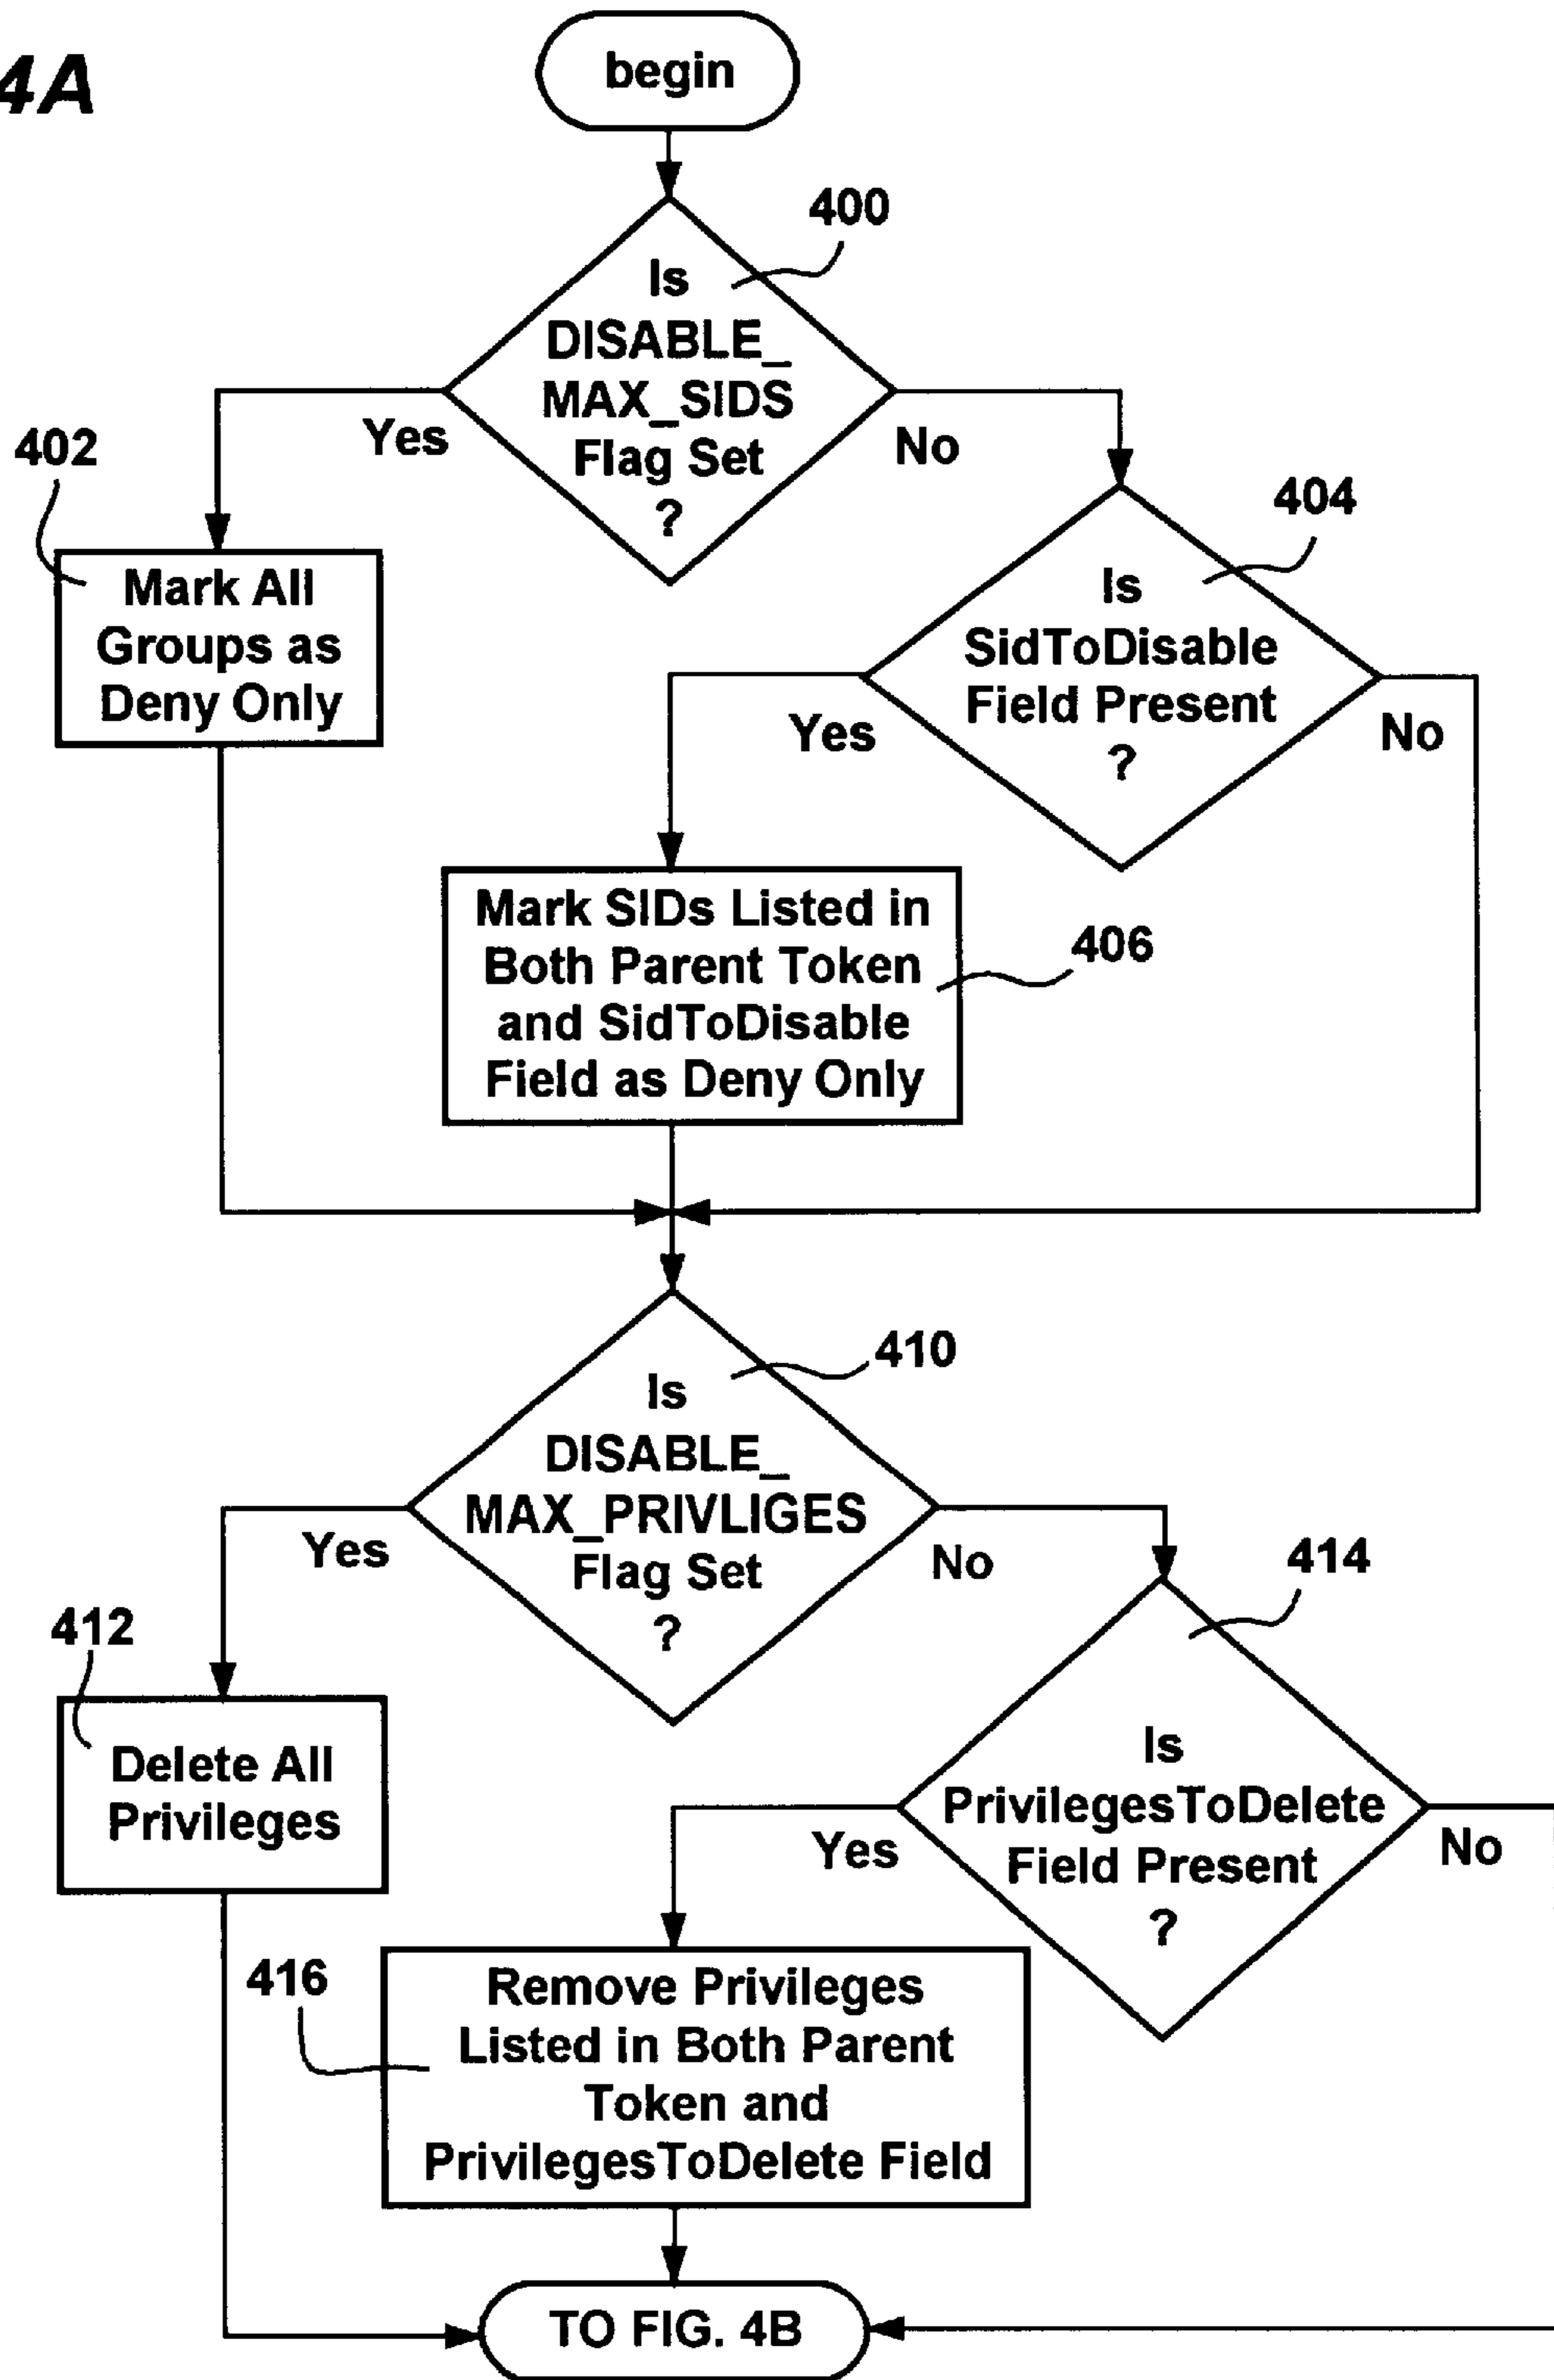 4A
begin
400
Is
DISABLE_
MAX_SIDS
Flag Set
?
Yes
No
402
Mark All
Groups as
Deny Only
404
Is
SidToDisable
Field Present
?
Yes
No
Mark SIDs Listed in
Both Parent Token
and SidToDisable
Field as Deny Only
406
410
Is
DISABLE_
MAX_PRIVLIGES
Flag Set
?
Yes
No
412
Delete All
Privileges
414
Is
PrivilegesToDelete
Field Present
?
Yes
No
416
Remove Privileges
Listed in Both Parent
Token and
PrivilegesToDelete Field
TO FIG. 4B